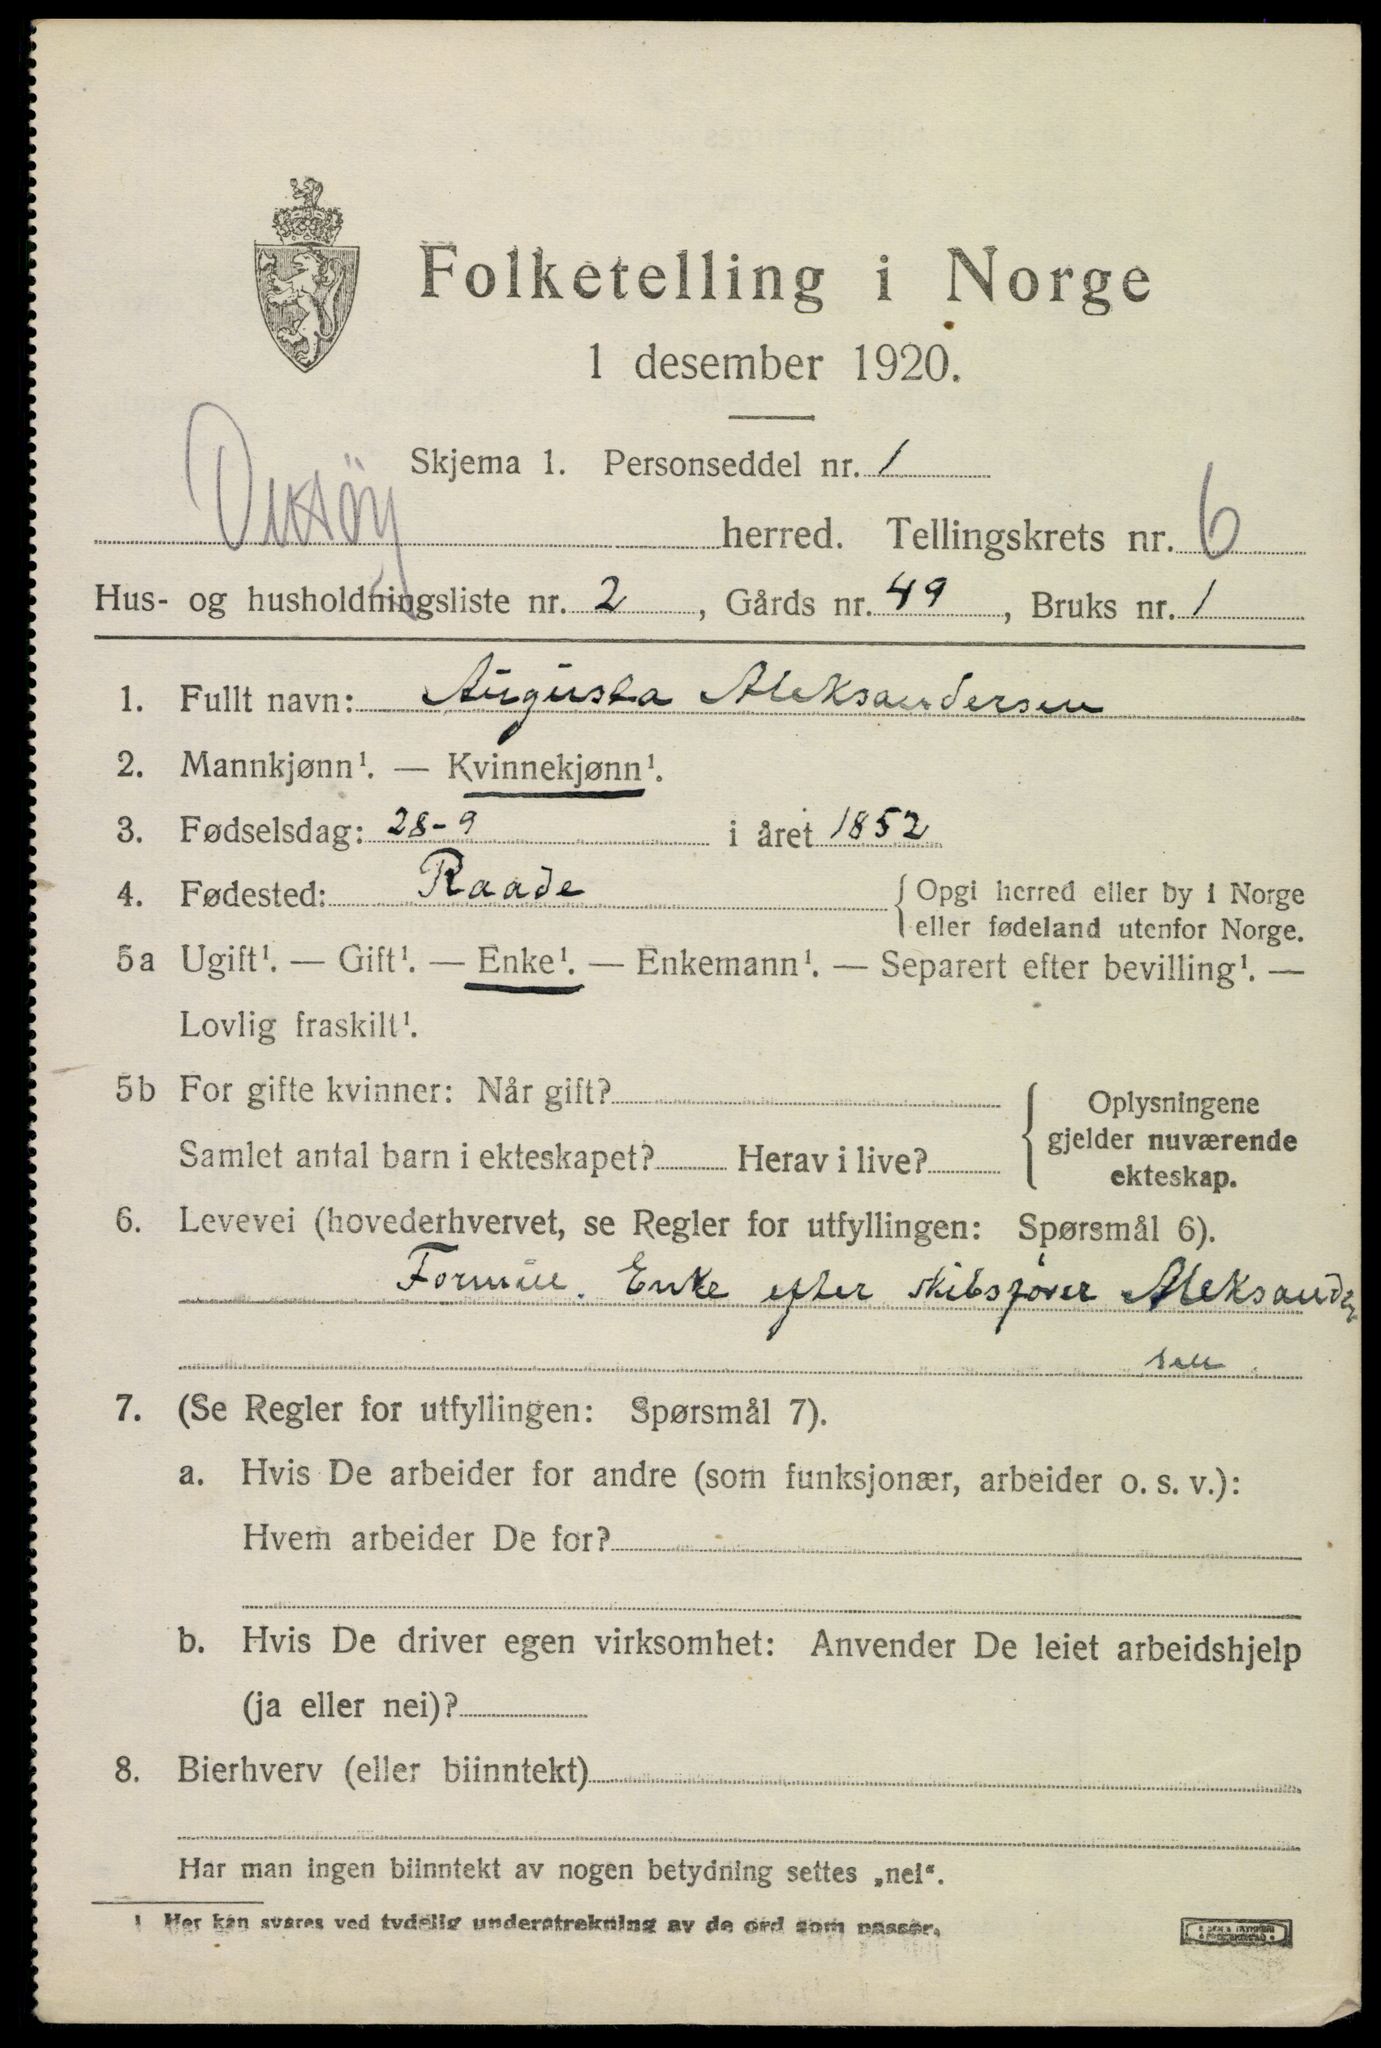 Folketelling i Norge
1 desember 1920.
Skjema 1. Personseddel nr. 1
Onsøy herred. Tellingskrets nr. 6
Hus- og husholdningsliste nr. 2, Gårds nr. 49, Bruks nr. 1
1. Fullt navn: Augusta Aleksandersen
2. Mannkjønn¹. — Kvinnekjønn¹.
3. Fødselsdag: 28-9 i året 1852
4. Fødested: Raade {Opgi herred eller by i Norge
eller fødeland utenfor Norge.
5a Ugift¹. — Gift¹. — Enke¹. — Enkemann¹. — Separert efter bevilling¹. —
Lovlig fraskilt¹.
5b For gifte kvinner: Når gift?
Samlet antal barn i ekteskapet? Herav i live?
{Oplysningene
gjelder nuværende
ekteskap.
6. Levevei (hovederhvervet, se Regler for utfyllingen: Spørsmål 6).
Formue. Enke efter skibsfører Aleksander
sen.
7. (Se Regler for utfyllingen: Spørsmål 7).
a. Hvis De arbeider for andre (som funksjonær, arbeider o. s. v.):
Hvem arbeider De for?
b. Hvis De driver egen virksomhet: Anvender De leiet arbeidshjelp
(ja eller nei)?
8. Bierhverv (eller biinntekt)
Har man ingen biinntekt av nogen betydning settes „nei“.
1 Her kan svares ved tydelig understrekning av de ord som passer.